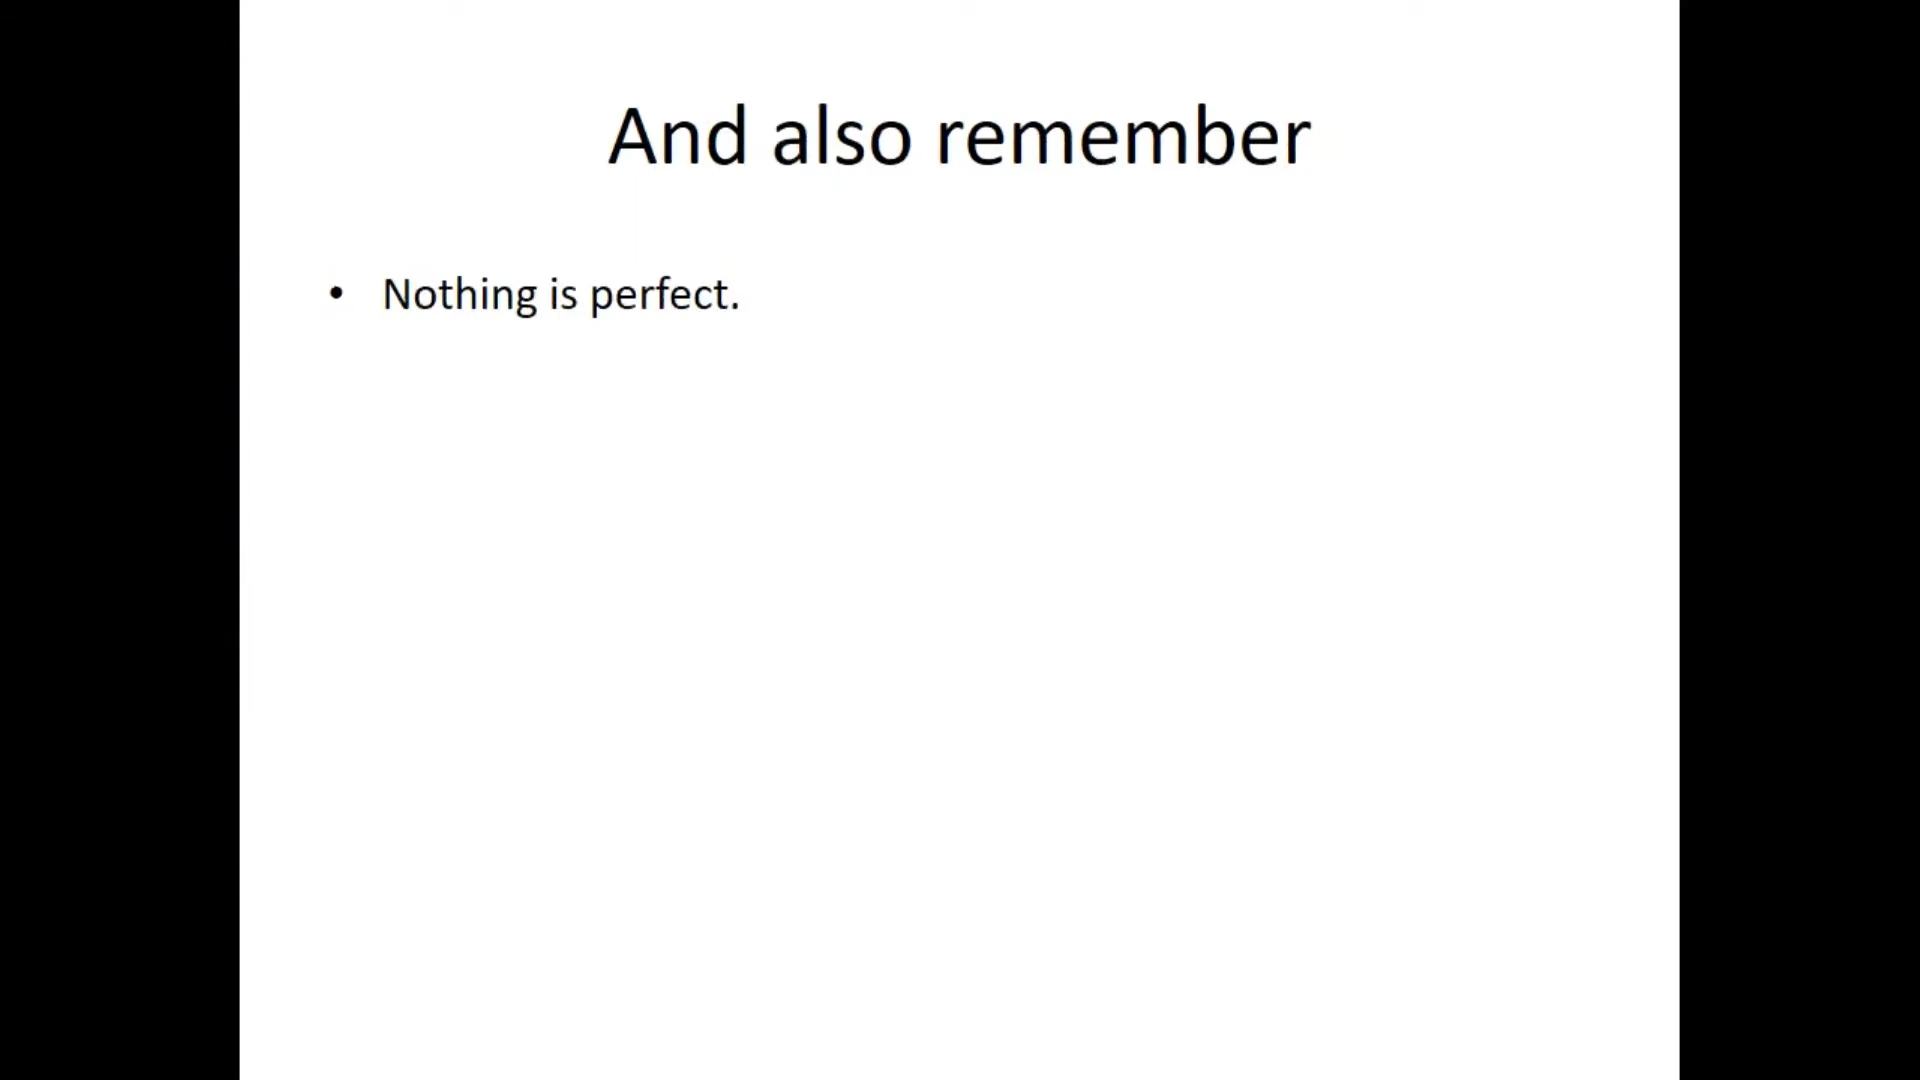 And also remember
• Nothing is perfect.